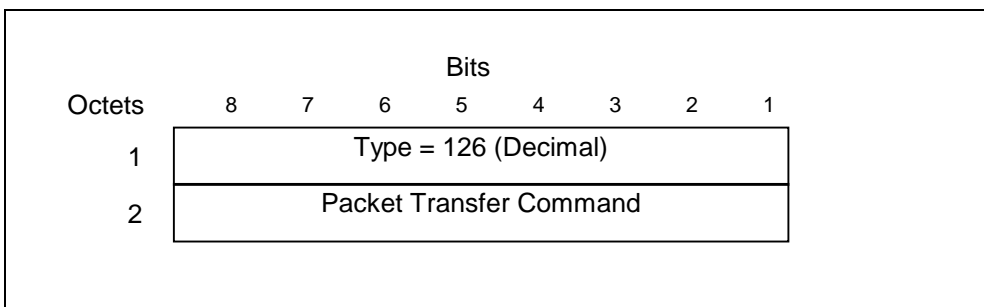 Bits
Octets 8 7 6 5 4 3 2 1
1 Type = 126 (Decimal)
2 Packet Transfer Command